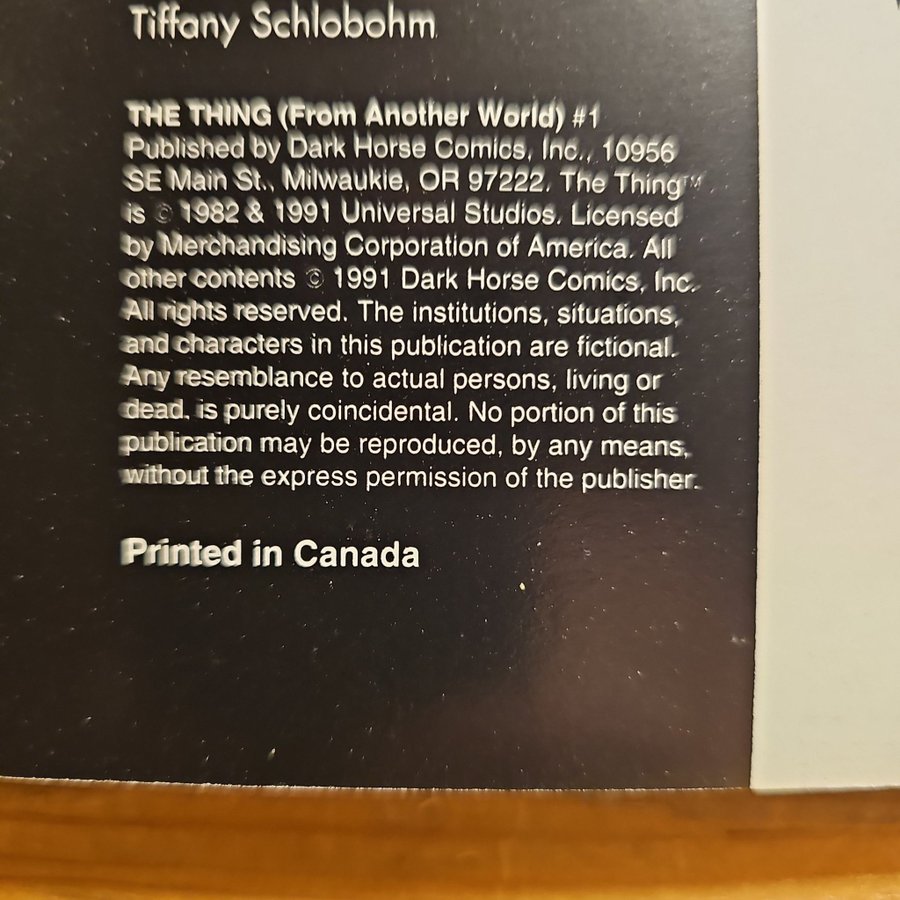 Tiffany Schlobohm
THE THING (From Another World) #1
Published by Dark Horse Comics, Inc., 10956
SE Main St., Milwaukie, OR 97222. The Thing™
is © 1982 & 1991 Universal Studios. Licensed
by Merchandising Corporation of America. All
other contents © 1991 Dark Horse Comics, Inc.
All rights reserved. The institutions, situations,
and characters in this publication are fictional.
Any resemblance to actual persons, living or
dead, is purely coincidental. No portion of this
publication may be reproduced, by any means,
without the express permission of the publisher.
Printed in Canada